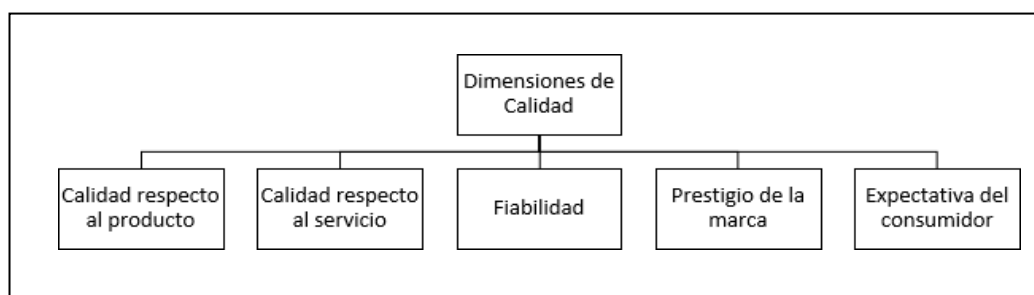 Dimensiones de
Calidad
Calidad respecto
al producto
Calidad respecto
al servicio
Fiabilidad
Prestigio de la
marca
Expectativa del
consumidor